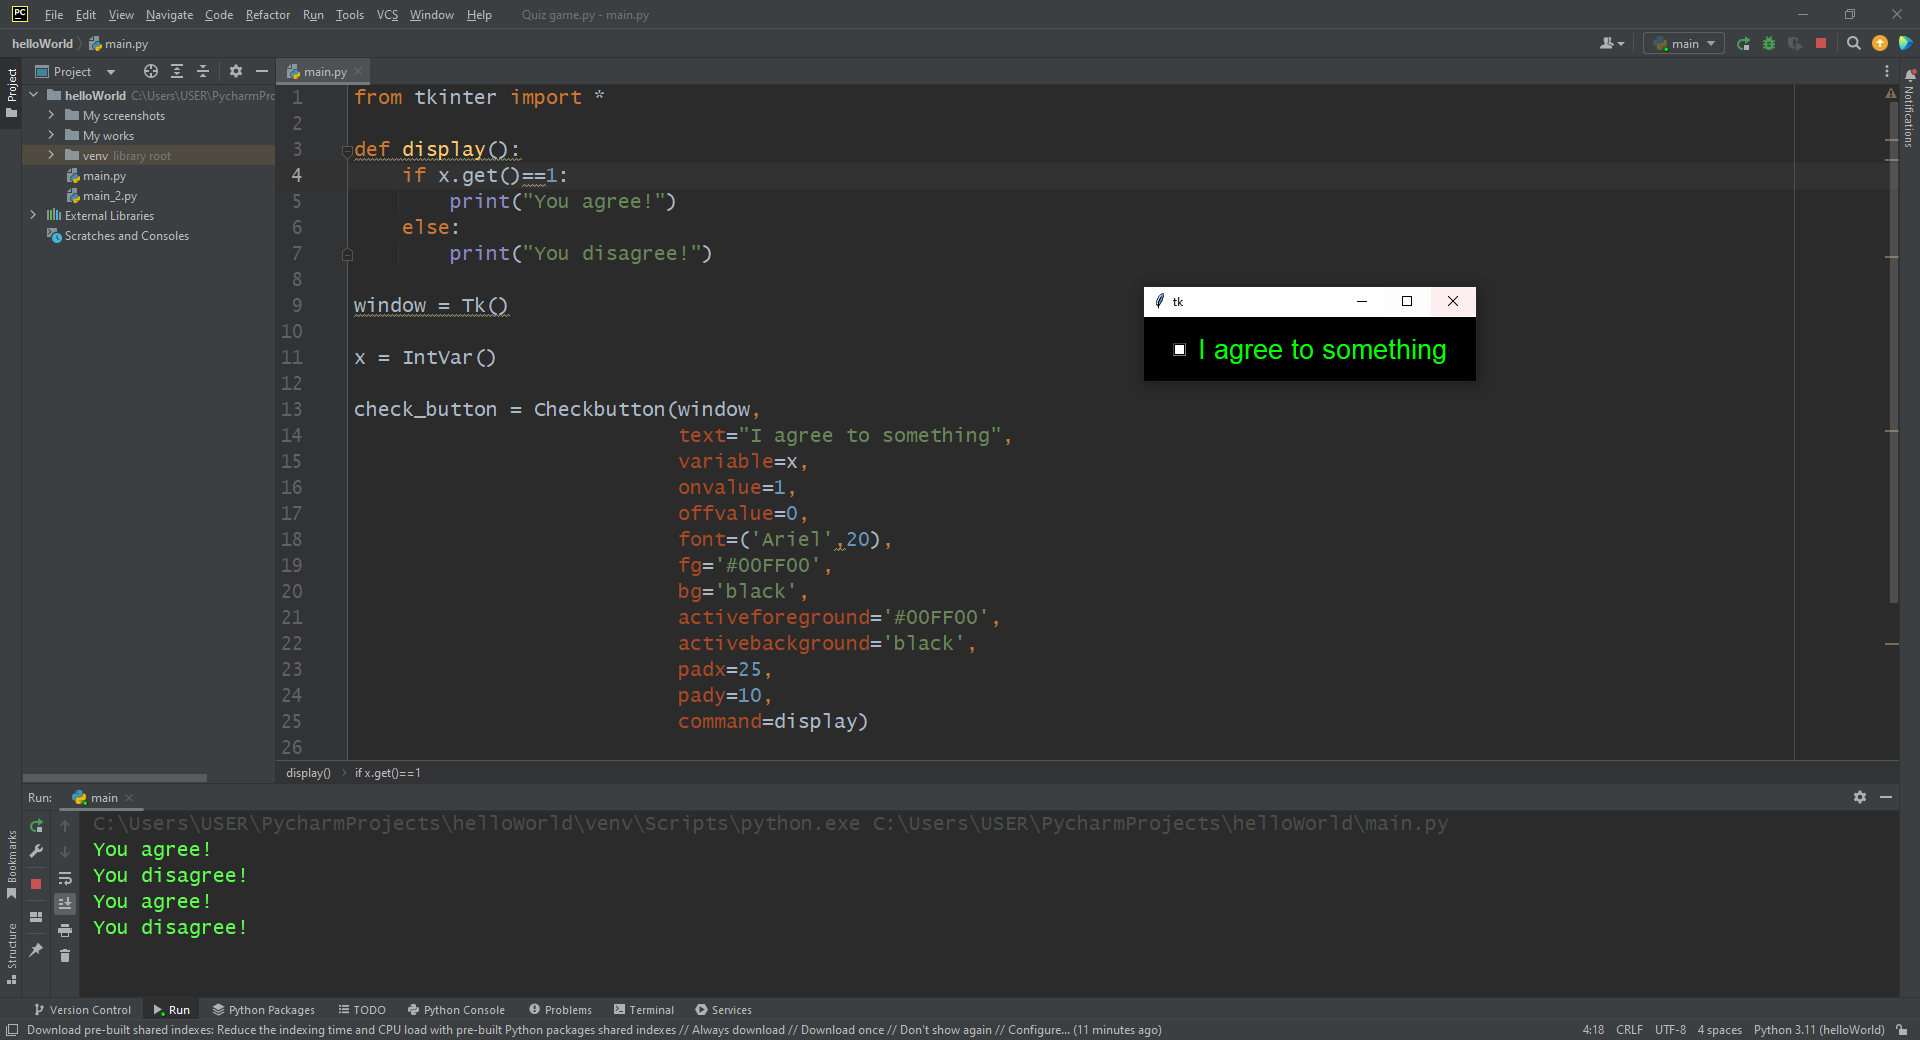 File Edit View Navigate Code Refactor Run Tools VCS Window Help Quiz game.py - main.py
helloWorld main.py
main
Project
main.py
Project
Notifications
helloWorld C:\Users\USER\PycharmPro
My screenshots
My works
venv library root
main.py
main_2.py
External Libraries
Scratches and Consoles
1 from tkinter import *
2
3 def display():
4 if x.get()==1:
5 print("You agree!")
6 else:
7 print("You disagree!")
8
9 window = Tk()
10
11 x = IntVar()
12
13 check_button = Checkbutton(window,
14 text="I agree to something",
15 variable=x,
16 onvalue=1,
17 offvalue=0,
18 font=('Ariel',20),
19 fg='#00FF00',
20 bg='black',
21 activeforeground='#00FF00',
22 activebackground='black',
23 padx=25,
24 pady=10,
25 command=display)
26
tk
I agree to something
display() if x.get()==1
Run: main
C:\Users\USER\PycharmProjects\helloWorld\venv\Scripts\python.exe C:\Users\USER\PycharmProjects\helloWorld\main.py
You agree!
You disagree!
You agree!
You disagree!
Bookmarks
Structure
Version Control Run Python Packages TODO Python Console Problems Terminal Services
Download pre-built shared indexes: Reduce the indexing time and CPU load with pre-built Python packages shared indexes // Always download // Download once // Don't show again // Configure... (11 minutes ago)
4:18 CRLF UTF-8 4 spaces Python 3.11 (helloWorld)